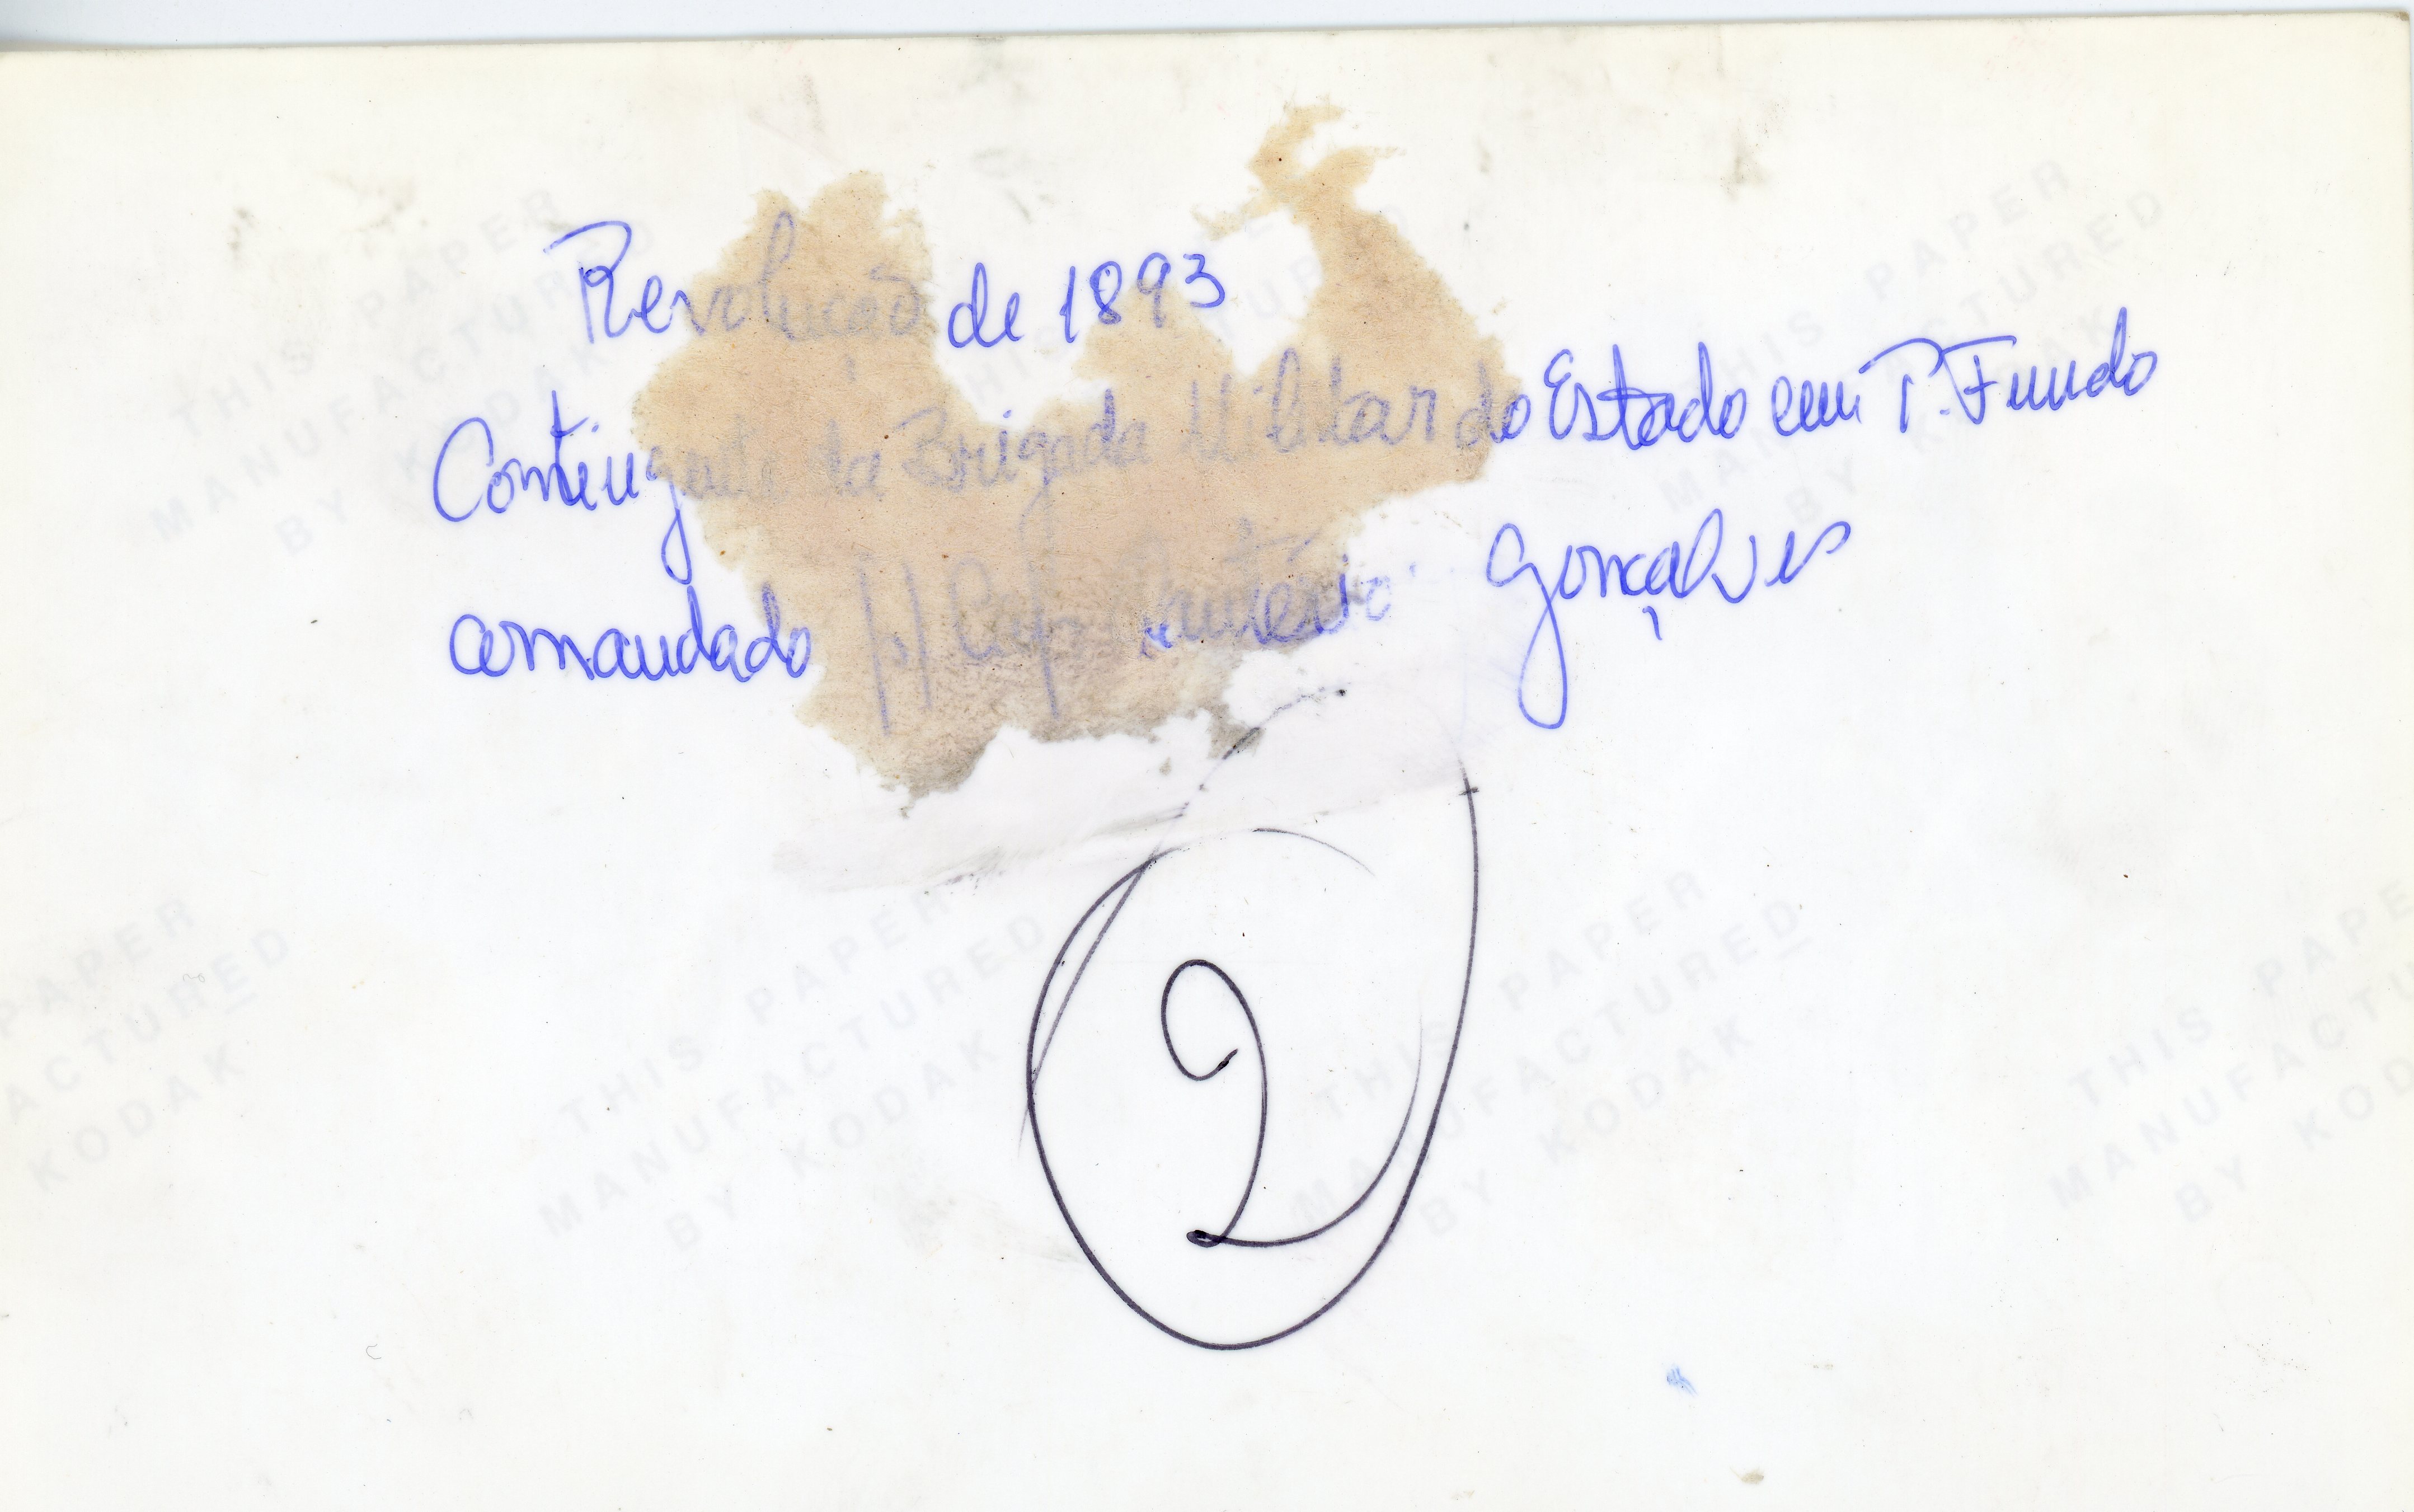 Revolução de 1893
Contingente da Brigada Militar do Estado em P. Fundo
comandado p/ Cap. Gonçalves
2
THIS PAPER
MANUFACTURED
BY KODAK